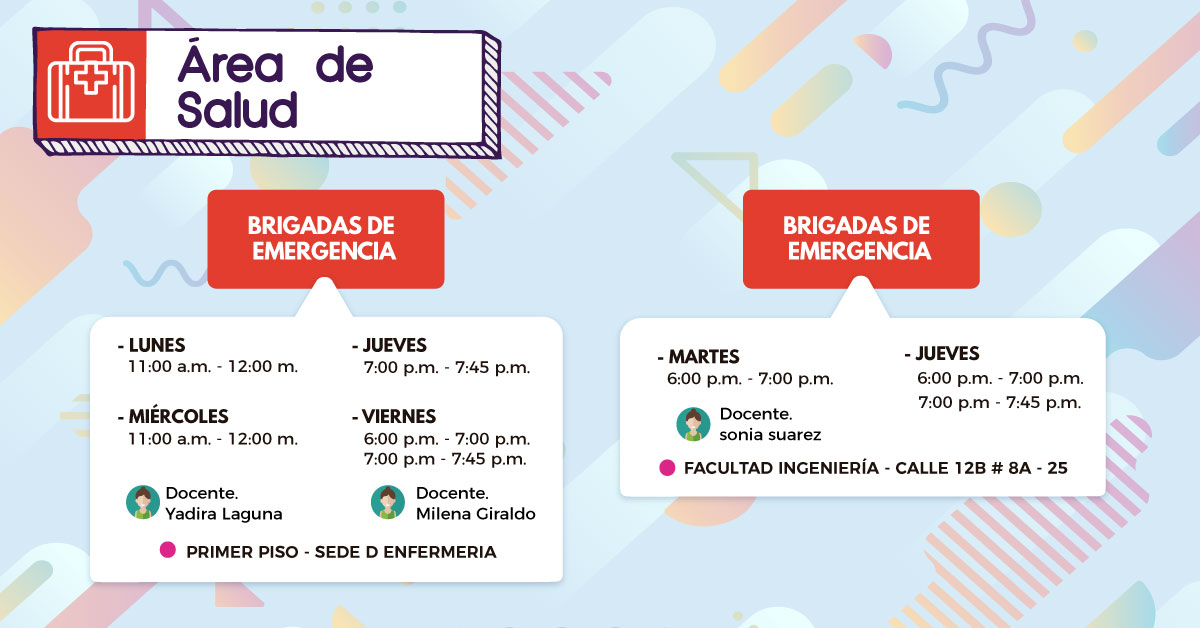 Área de
Salud
BRIGADAS DE
EMERGENCIA
- LUNES
11:00 a.m. - 12:00 m.
- MIÉRCOLES
11:00 a.m. - 12:00 m.
Docente.
Yadira Laguna
- JUEVES
7:00 p.m. - 7:45 p.m.
- VIERNES
6:00 p.m. - 7:00 p.m.
7:00 p.m - 7:45 p.m.
Docente.
Milena Giraldo
PRIMER PISO - SEDE D ENFERMERIA
BRIGADAS DE
EMERGENCIA
- MARTES
6:00 p.m. - 7:00 p.m.
Docente.
sonia suarez
- JUEVES
6:00 p.m. - 7:00 p.m.
7:00 p.m - 7:45 p.m.
FACULTAD INGENIERÍA - CALLE 12B # 8A - 25